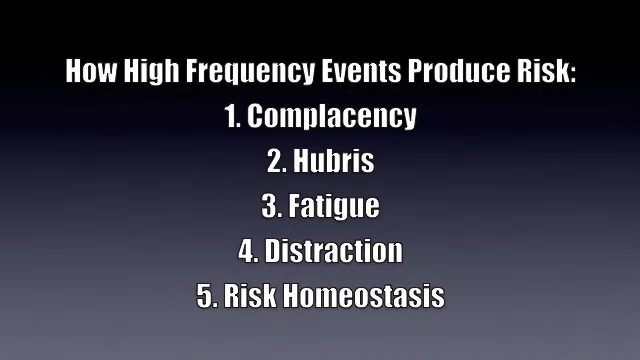 How High Frequency Events Produce Risk:
1. Complacency
2. Hubris
3. Fatigue
4. Distraction
5. Risk Homeostasis